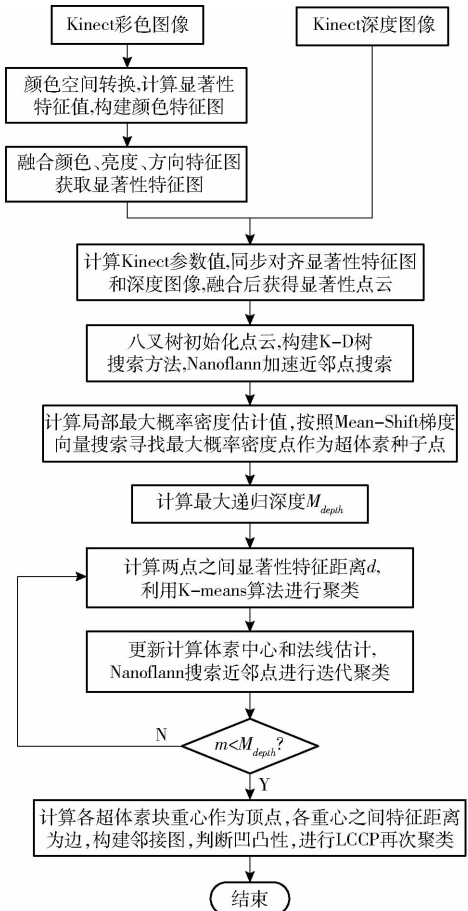 Kinect彩色图像
Kinect深度图像
颜色空间转换,计算显著性
特征值,构建颜色特征图
融合颜色、亮度、方向特征图
获取显著性特征图
计算Kinect参数值,同步对齐显著性特征图
和深度图像,融合后获得显著性点云
八叉树初始化点云,构建K-D树
搜索方法,Nanoflann加速近邻点搜索
计算局部最大概率密度估计值,按照Mean-Shift梯度
向量搜索寻找最大概率密度点作为超体素种子点
计算最大递归深度M_depth
计算两点之间显著性特征距离d,
利用K-means算法进行聚类
更新计算体素中心和法线估计,
Nanoflann搜索近邻点进行迭代聚类
N
m<M_depth?
Y
计算各超体素块重心作为顶点,各重心之间特征距离
为边,构建邻接图,判断凹凸性,进行LCCP再次聚类
结束